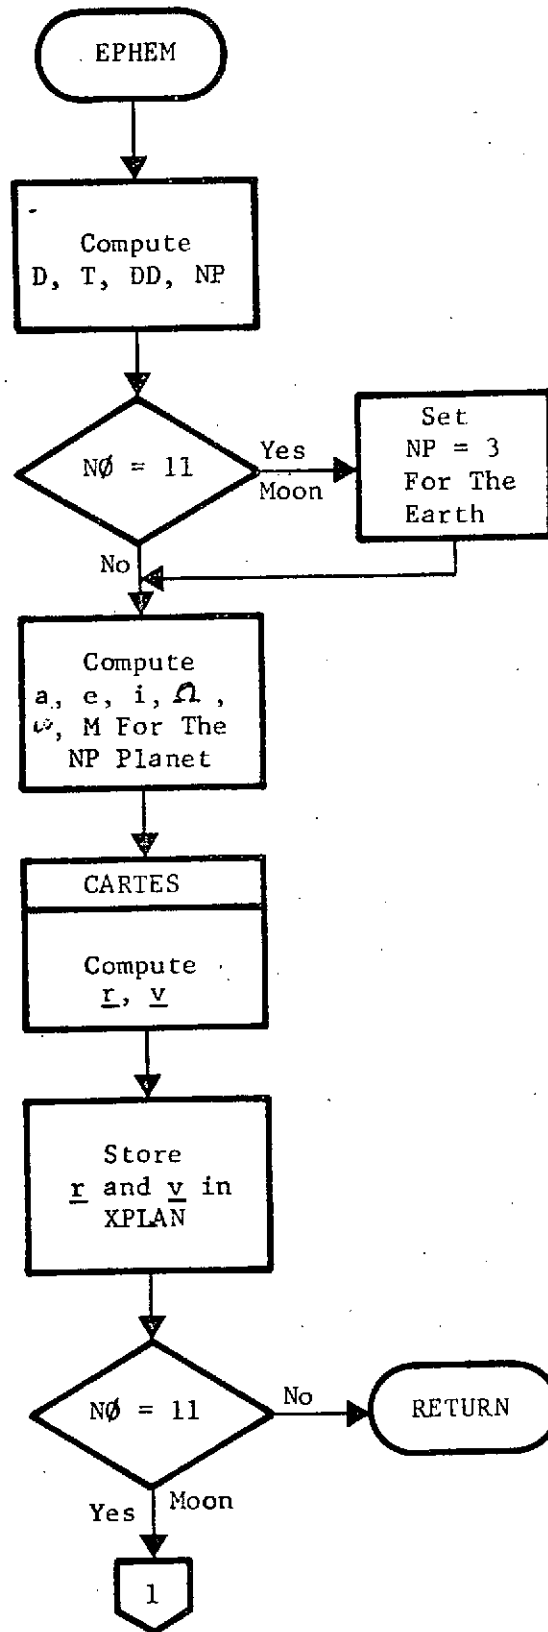 EPHEM
Compute
D, T, DD, NP
NØ = 11
Yes
Moon
Set
NP = 3
For The
Earth
No
Compute
a, e, i, Ω,
ω, M For The
NP Planet
CARTES
Compute
r, v
Store
r and v in
XPLAN
NØ = 11
No
RETURN
Yes
Moon
1